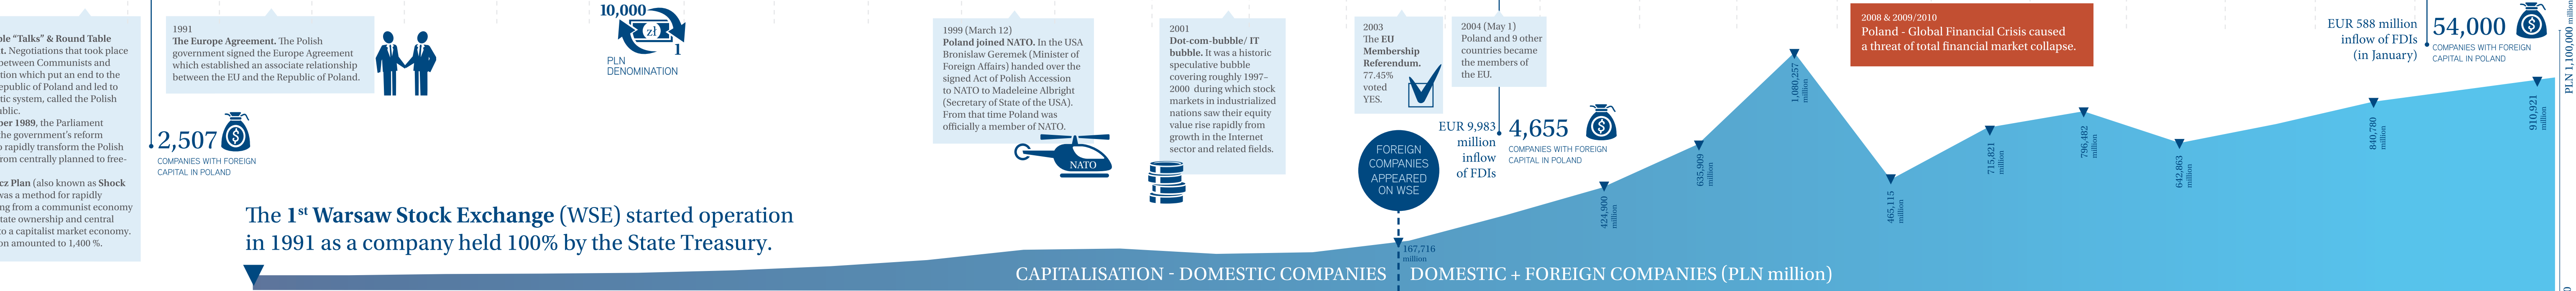 ble "Talks" & Round Table
t. Negotiations that took place
between Communists and
tion which put an end to the
epublic of Poland and led to
tic system, called the Polish
ublic.
ber 1989, the Parliament
the government's reform
o rapidly transform the Polish
rom centrally planned to free-
cz Plan (also known as Shock
was a method for rapidly
ng from a communist economy
tate ownership and central
to a capitalist market economy.
on amounted to 1,400 %.
1991
The Europe Agreement. The Polish
government signed the Europe Agreement
which established an associate relationship
between the EU and the Republic of Poland.
2,507
COMPANIES WITH FOREIGN
CAPITAL IN POLAND
10,000
zł
1
PLN
DENOMINATION
The 1st Warsaw Stock Exchange (WSE) started operation
in 1991 as a company held 100% by the State Treasury.
1999 (March 12)
Poland joined NATO. In the USA
Bronislaw Geremek (Minister of
Foreign Affairs) handed over the
signed Act of Polish Accession
to NATO to Madeleine Albright
(Secretary of State of the USA).
From that time Poland was
officially a member of NATO.
NATO
2001
Dot-com-bubble/ IT
bubble. It was a historic
speculative bubble
covering roughly 1997–
2000 during which stock
markets in industrialized
nations saw their equity
value rise rapidly from
growth in the Internet
sector and related fields.
2003
The EU
Membership
Referendum.
77.45%
voted
YES.
FOREIGN
COMPANIES
APPEARED
ON WSE
2004 (May 1)
Poland and 9 other
countries became
the members of
the EU.
EUR 9,983
million
inflow
of FDIs
4,655
COMPANIES WITH FOREIGN
CAPITAL IN POLAND
2008 & 2009/2010
Poland - Global Financial Crisis caused
a threat of total financial market collapse.
EUR 588 million
inflow of FDIs
(in January)
54,000
COMPANIES WITH FOREIGN
CAPITAL IN POLAND
PLN 1,100,000 million
0
167,716
million
424,900
million
635,909
million
1,080,257
million
465,115
million
715,821
million
796,482
million
642,863
million
840,780
million
910,921
million
CAPITALISATION - DOMESTIC COMPANIES
DOMESTIC + FOREIGN COMPANIES (PLN million)